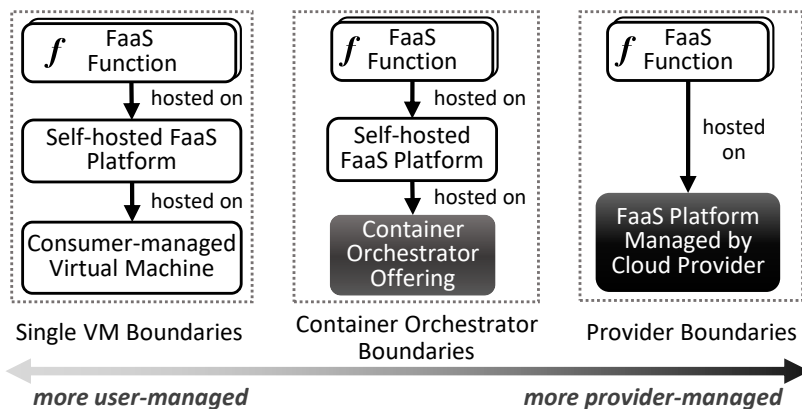 f
FaaS
Function
hosted on
Self-hosted FaaS
Platform
hosted on
Consumer-managed
Virtual Machine
Single VM Boundaries
f
FaaS
Function
hosted on
Self-hosted
FaaS Platform
hosted on
Container
Orchestrator
Offering
Container Orchestrator
Boundaries
f
FaaS
Function
hosted
on
FaaS Platform
Managed by
Cloud Provider
Provider Boundaries
more user-managed
more provider-managed